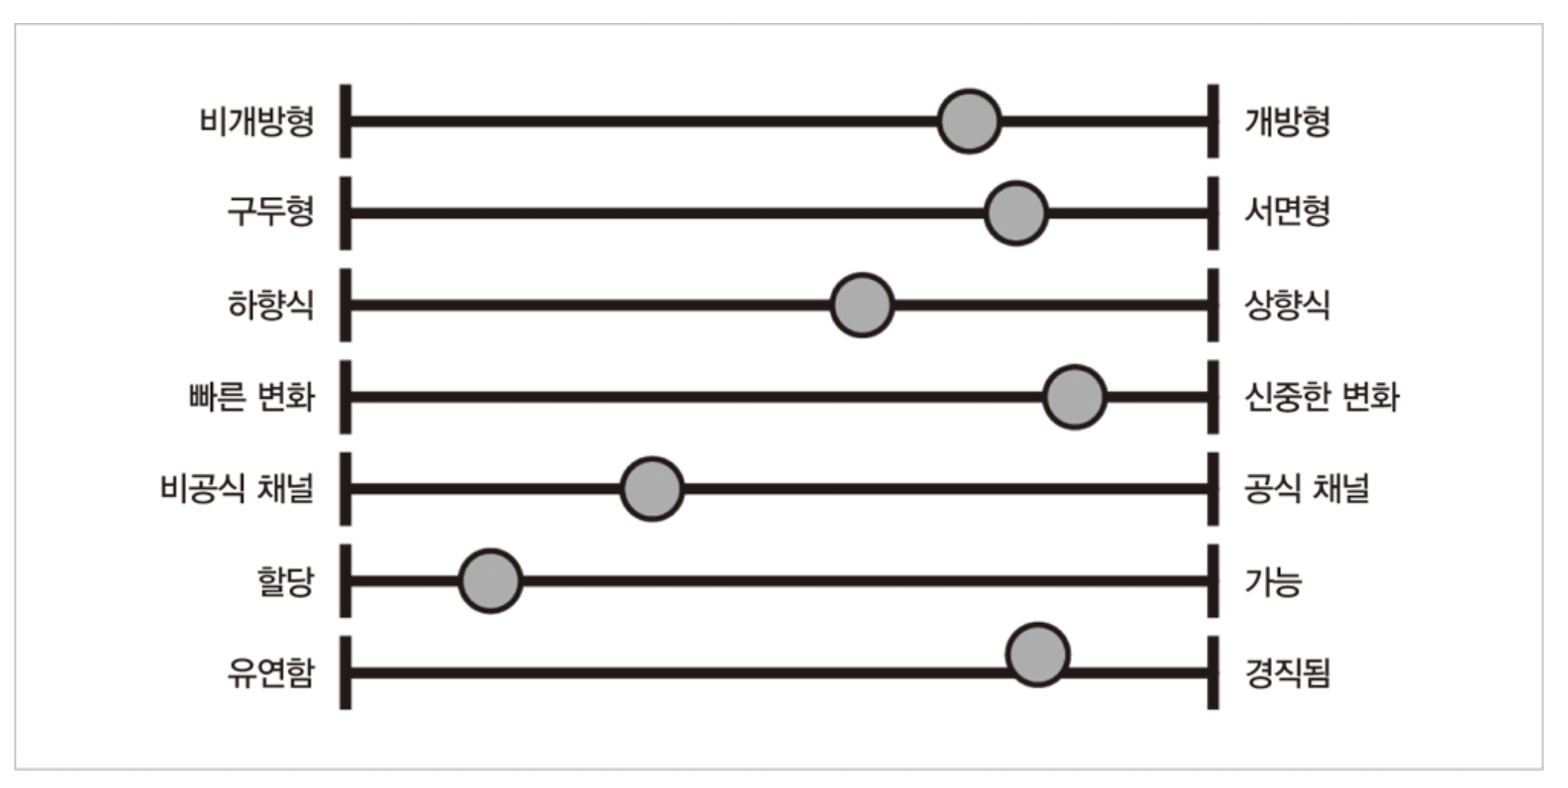 비개방형 개방형
구두형 서면형
하향식 상향식
빠른 변화 신중한 변화
비공식 채널 공식 채널
할당 가능
유연함 경직됨